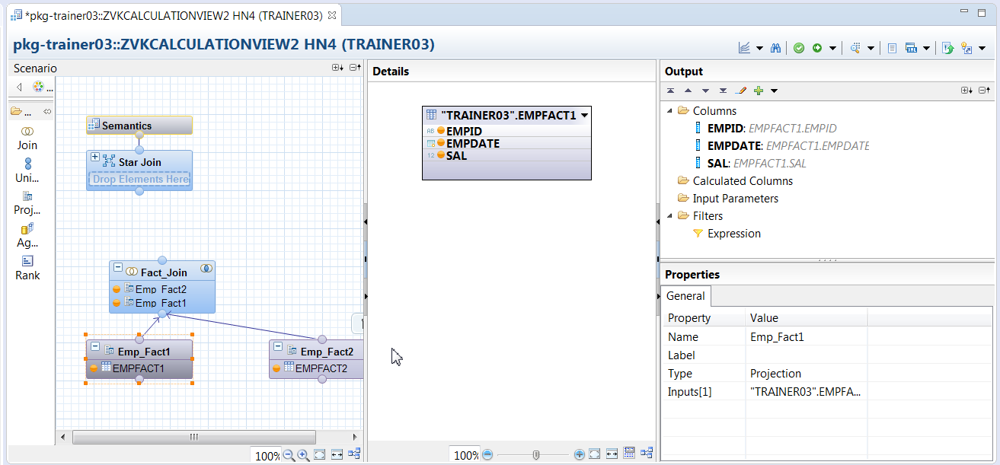 *pkg-trainer03::ZVKCALCULATIONVIEW2 HN4 (TRAINER03)
pkg-trainer03::ZVKCALCULATIONVIEW2 HN4 (TRAINER03)
Scenario
...
...
Join
Uni...
Proj...
Ag...
Rank
Semantics
Star Join
Drop Elements Here
Fact_Join
Emp_Fact2
Emp_Fact1
Emp_Fact1
EMPFACT1
Emp_Fact2
EMPFACT2
100%
Details
"TRAINER03".EMPFACT1
AB EMPID
EMPDATE
12 SAL
100%
Output
Columns
EMPID: EMPFACT1.EMPID
EMPDATE: EMPFACT1.EMPDATE
SAL: EMPFACT1.SAL
Calculated Columns
Input Parameters
Filters
Expression
Properties
General
Property Value
Name Emp_Fact1
Label
Type Projection
Inputs[1] "TRAINER03".EMPFA...